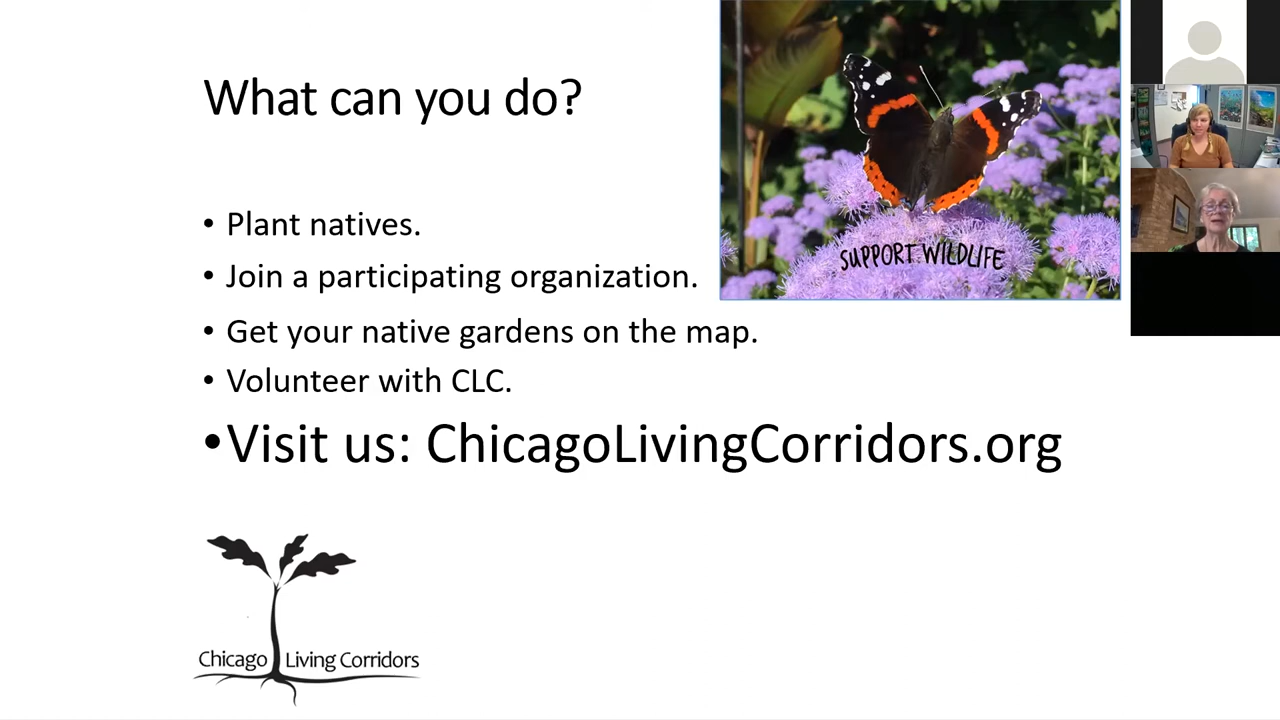 What can you do?
SUPPORT WILDLIFE
• Plant natives.
• Join a participating organization.
• Get your native gardens on the map.
• Volunteer with CLC.
• Visit us: ChicagoLivingCorridors.org
Chicago Living Corridors